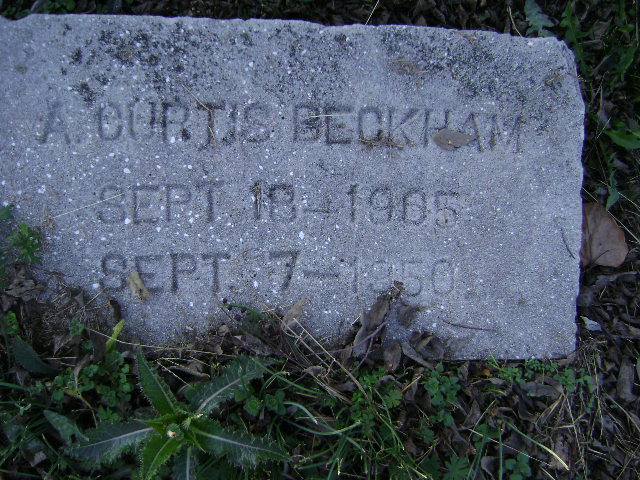 A. CURTIS BECKHAM
SEPT 18-1905
SEPT 7-1950